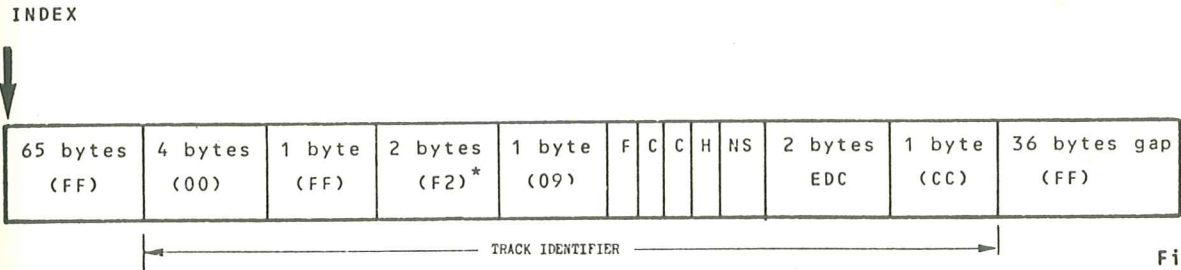 INDEX
65 bytes 4 bytes 1 byte 2 bytes 1 byte F C C H NS 2 bytes 1 byte 36 bytes gap
(FF) (00) (FF) (F2)* (09) EDC (CC) (FF)
TRACK IDENTIFIER
Fi